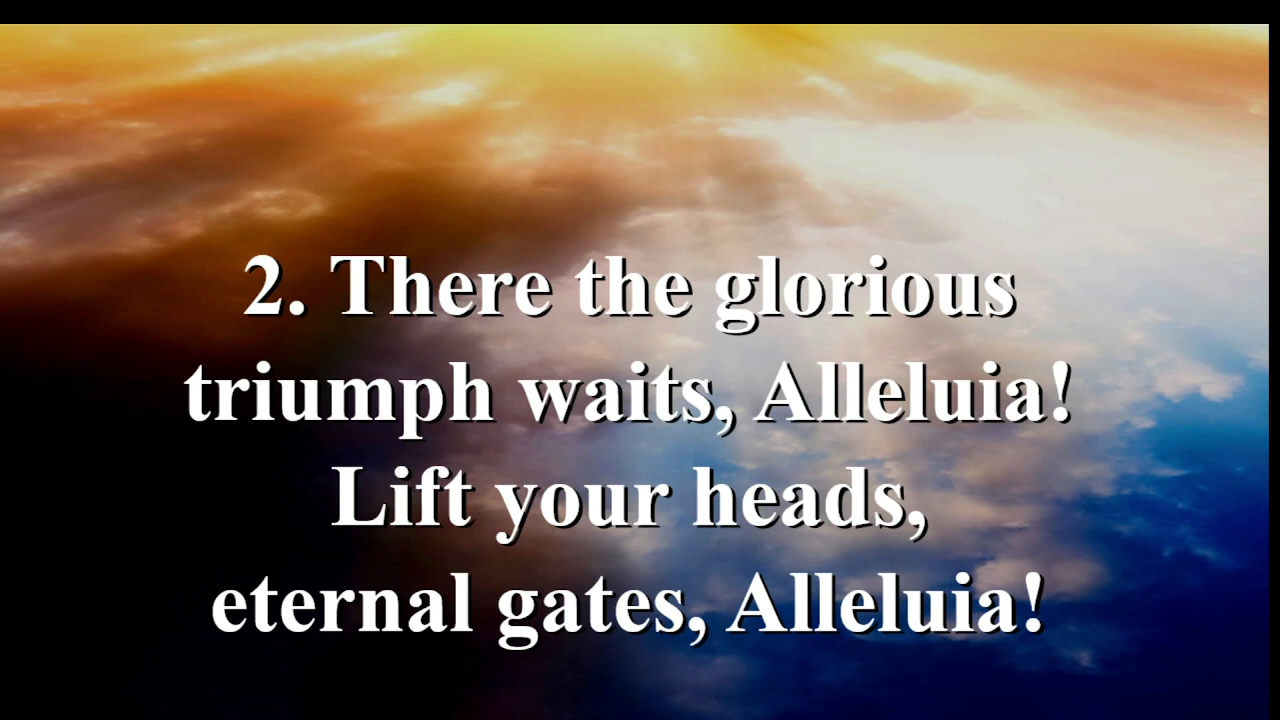 2. There the glorious
triumph waits, Alleluia!
Lift your heads,
eternal gates, Alleluia!